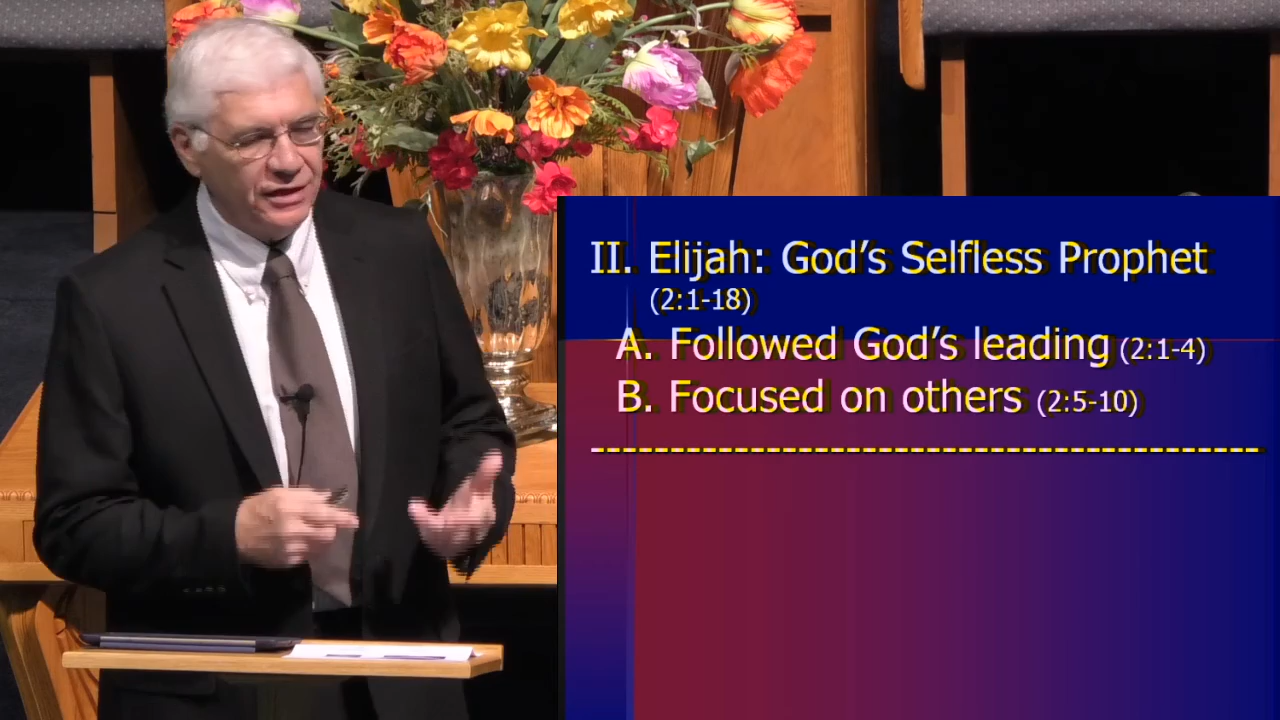 II. Elijah: God's Selfless Prophet
(2:1-18)
A. Followed God's leading (2:1-4)
B. Focused on others (2:5-10)